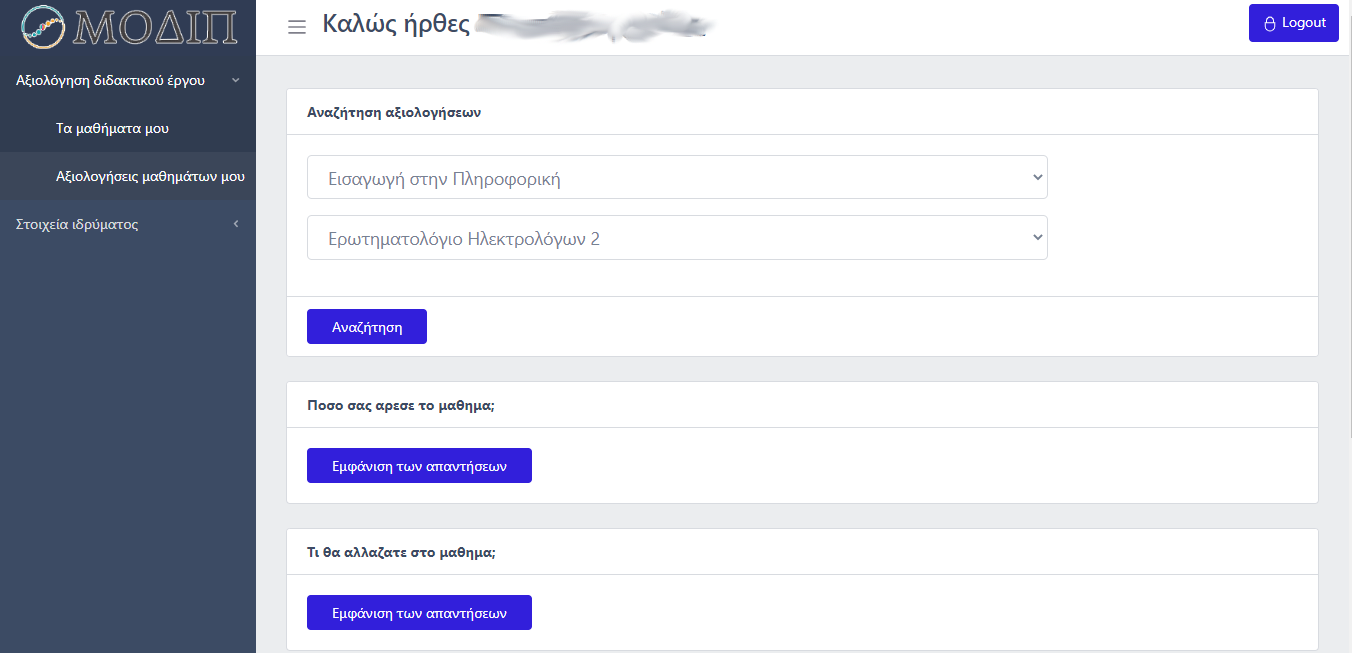 ΜΟΔΙΠ
Καλώς ήρθες
Logout
Αξιολόγηση διδακτικού έργου
Τα μαθήματα μου
Αξιολογήσεις μαθημάτων μου
Στοιχεία ιδρύματος
Αναζήτηση αξιολογήσεων
Εισαγωγή στην Πληροφορική
Ερωτηματολόγιο Ηλεκτρολόγων 2
Αναζήτηση
Ποσο σας αρεσε το μαθημα;
Εμφάνιση των απαντήσεων
Τι θα αλλαζατε στο μαθημα;
Εμφάνιση των απαντήσεων